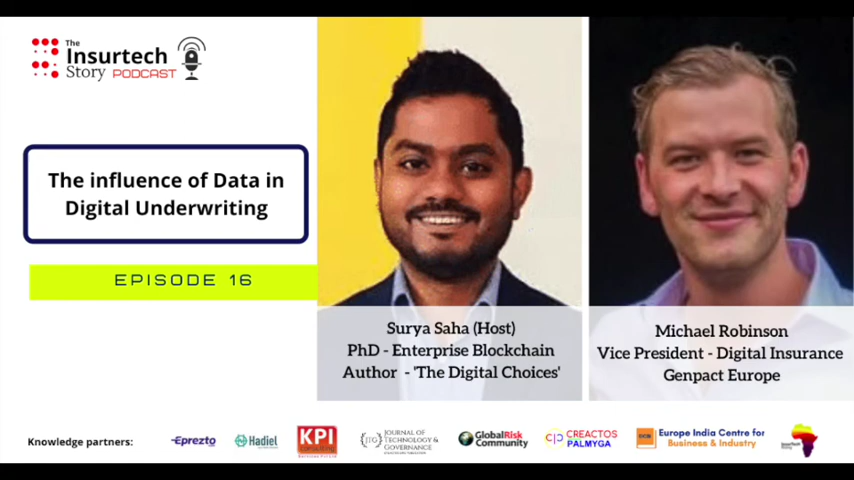 The
Insurtech
Story PODCAST
The influence of Data in
Digital Underwriting
EPISODE 16
Surya Saha (Host)
PhD - Enterprise Blockchain
Author - 'The Digital Choices'
Michael Robinson
Vice President - Digital Insurance
Genpact Europe
Knowledge partners:
Eprezto
Hadiel
KPI
consulting
JTG
JOURNAL OF
TECHNOLOGY &
GOVERNANCE
GlobalRisk
Community
CREACTOS
PALMYGA
Europe India Centre for
Business & Industry